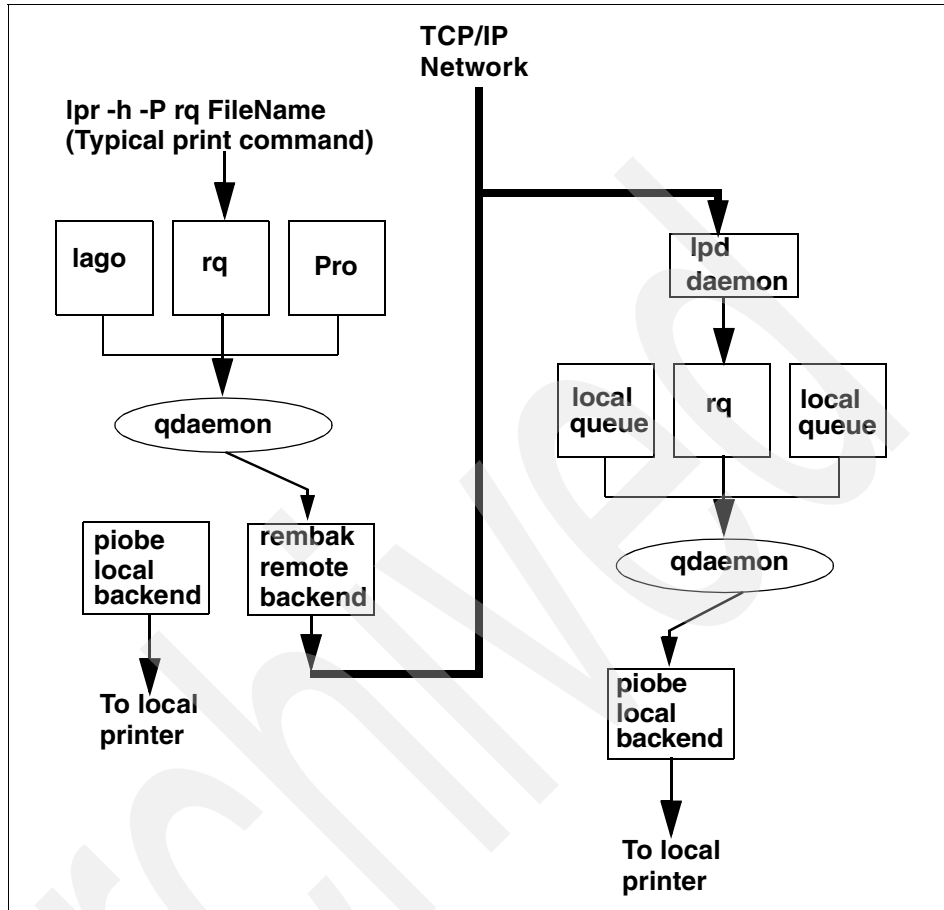 TCP/IP
Network
lpr -h -P rq FileName
(Typical print command)
lago
rq
Pro
qdaemon
piobe
local
backend
rembak
remote
backend
To local
printer
lpd
daemon
local
queue
rq
local
queue
qdaemon
piobe
local
backend
To local
printer
Archived